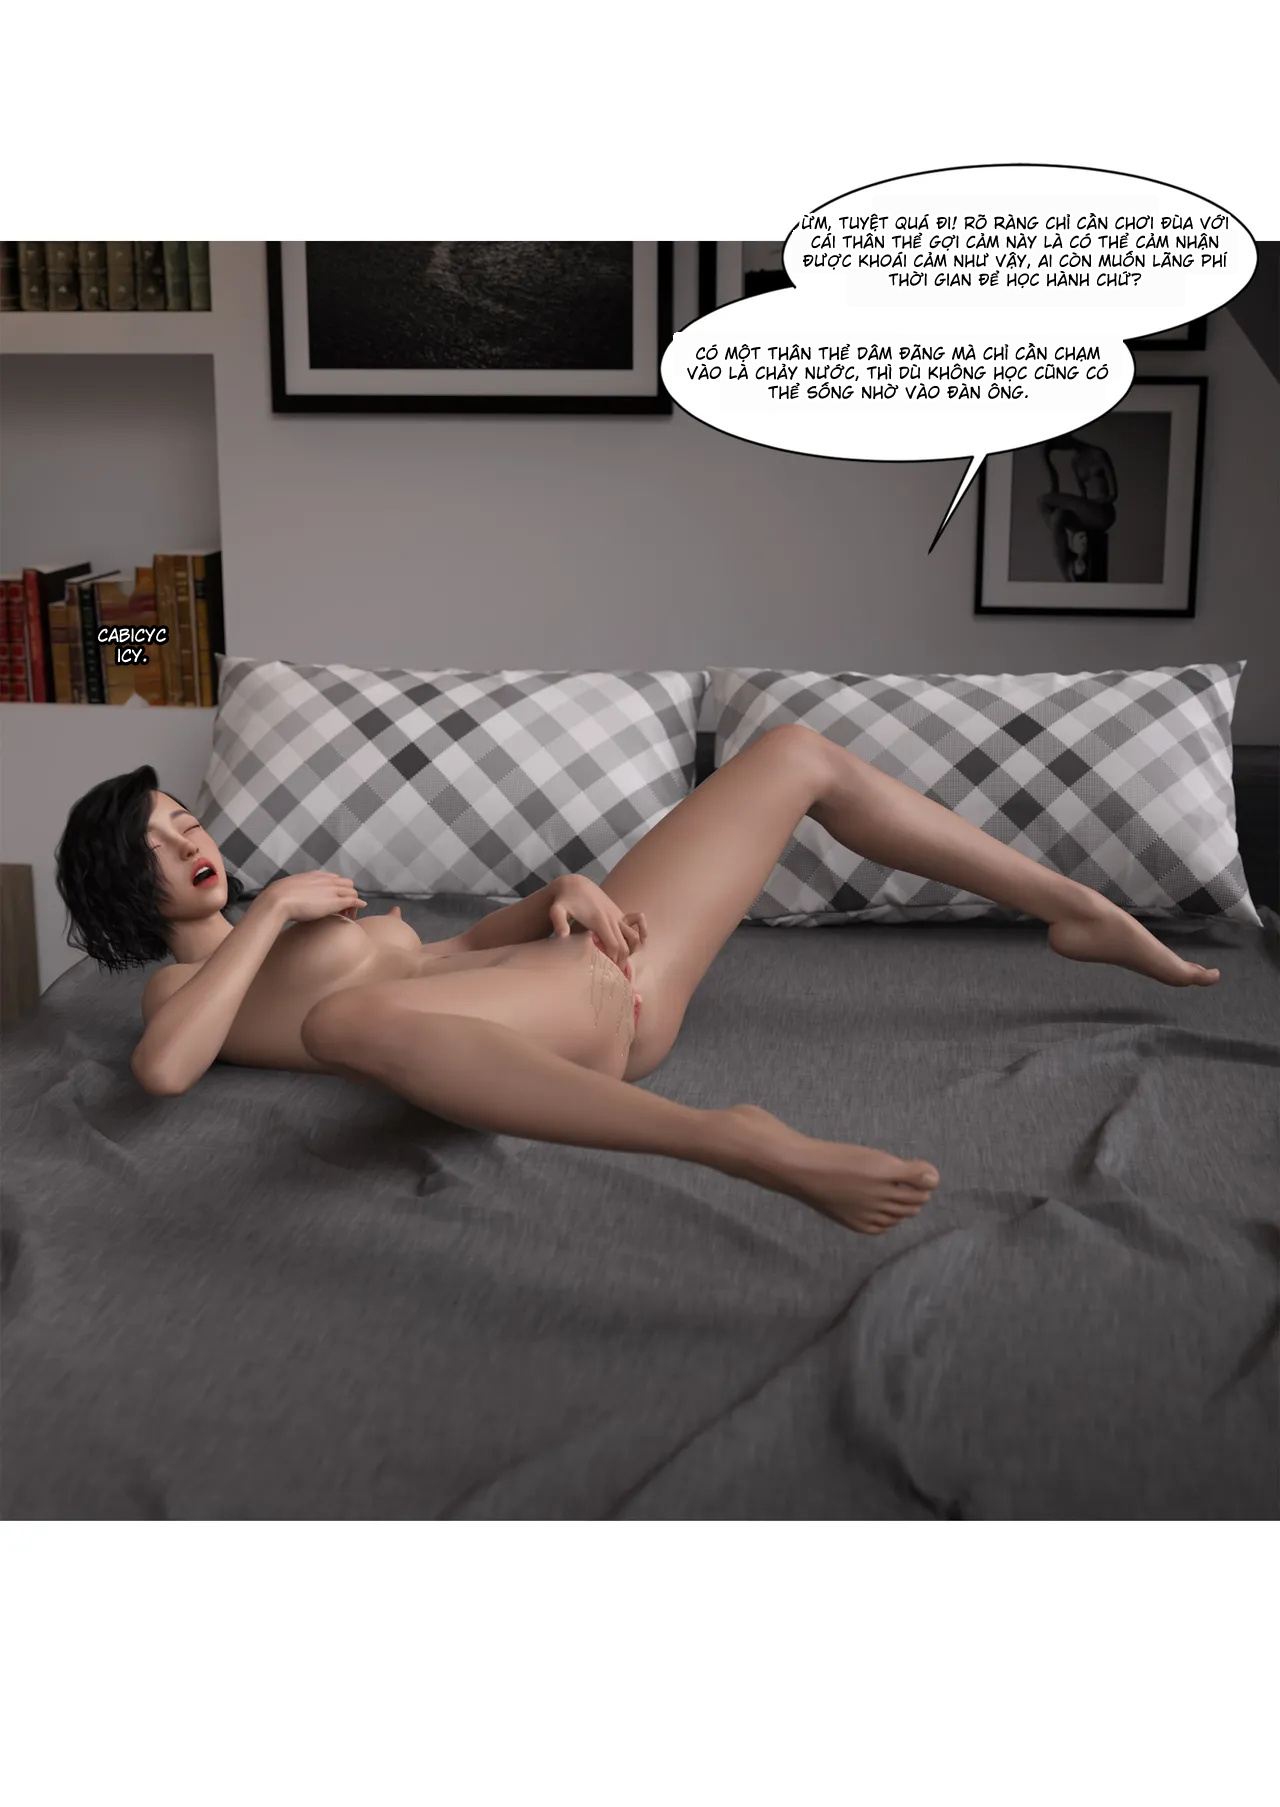 ỪM, TUYỆT QUÁ ĐI! RÕ RÀNG CHỈ CẦN CHƠI ĐÙA VỚI
CÁI THÂN THỂ GỢI CẢM NÀY LÀ CÓ THỂ CẢM NHẬN
ĐƯỢC KHOÁI CẢM NHƯ VẬY, AI CÒN MUỐN LÃNG PHÍ
THỜI GIAN ĐỂ HỌC HÀNH CHỨ?
CÓ MỘT THÂN THỂ DÂM ĐÃNG MÀ CHỈ CẦN CHẠM
VÀO LÀ CHẢY NƯỚC, THÌ DÙ KHÔNG HỌC CŨNG CÓ
THỂ SỐNG NHỜ VÀO ĐÀN ÔNG.
CABICYC
ICY.